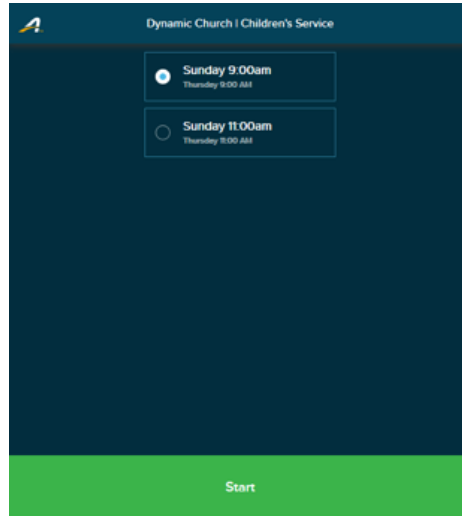 Dynamic Church | Children's Service
Sunday 9:00am
Thursday 9:00 AM
Sunday 11:00am
Thursday 11:00 AM
Start